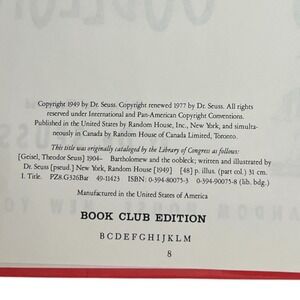 Copyright 1949 by Dr. Seuss. Copyright renewed 1977 by Dr. Seuss. All rights
reserved under International and Pan-American Copyright Conventions.
Published in the United States by Random House, Inc., New York, and simulta-
neously in Canada by Random House of Canada Limited, Toronto.
This title was originally cataloged by the Library of Congress as follows:
[Geisel, Theodor Seuss] 1904– Bartholomew and the oobleck; written and illustrated by
Dr. Seuss [pseud.] New York, Random House [1949] [48] p. illus. (part col.) 31 cm.
I. Title. PZ8.G326Bar 49-11423 ISBN: 0-394-80075-3 0-394-90075-8 (lib. bdg.)
Manufactured in the United States of America
BOOK CLUB EDITION
B C D E F G H I J K L M
8